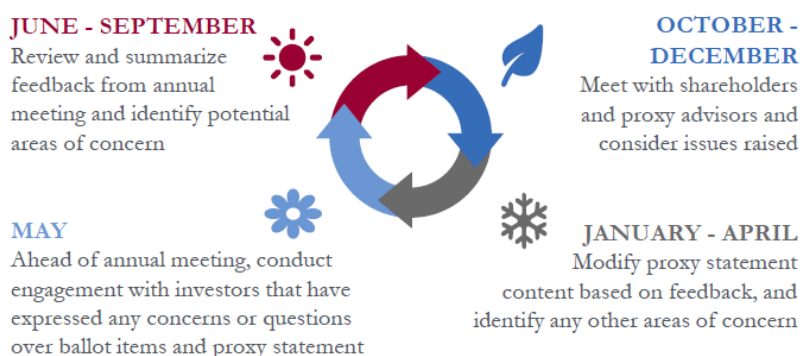 JUNE - SEPTEMBER
Review and summarize
feedback from annual
meeting and identify potential
areas of concern
OCTOBER -
DECEMBER
Meet with shareholders
and proxy advisors and
consider issues raised
MAY
Ahead of annual meeting, conduct
engagement with investors that have
expressed any concerns or questions
over ballot items and proxy statement
JANUARY - APRIL
Modify proxy statement
content based on feedback, and
identify any other areas of concern